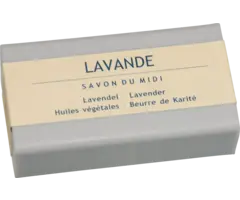 LAVANDE
SAVON DU MIDI
Lavendel Lavender
Huiles végétales Beurre de Karité